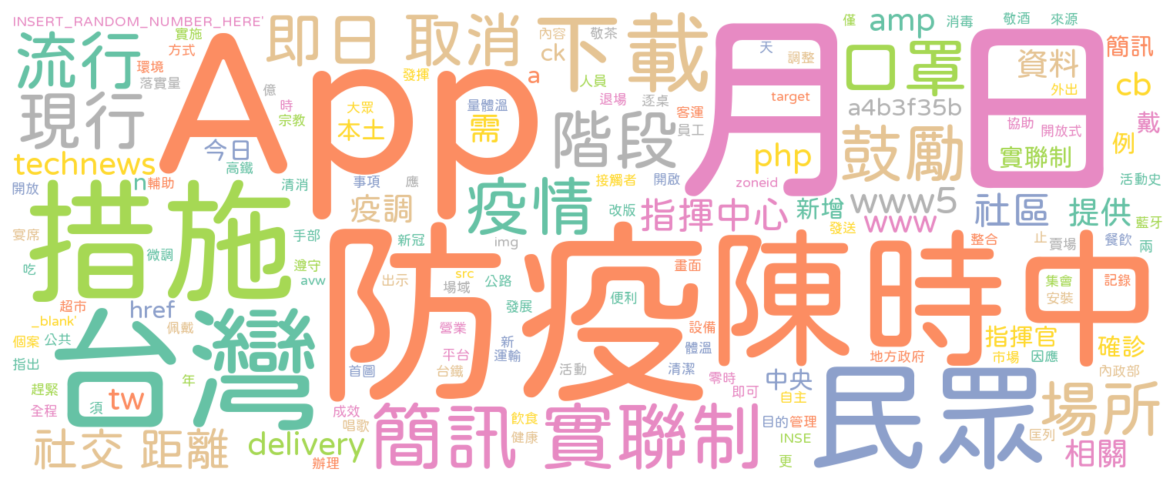 INSERT_RANDOM_NUMBER_HERE'
實施
方式
即日
取消
內容
敬茶
下載
ck
僅
amp
消毒
敬酒
來源
流行
環境
落實量
App
發揮
a
人員
天
調整
口罩
簡訊
資料
外出
cb
現行
億
時
宗教
大眾
本土
量體溫
需
退場
逐桌
客運
員工
階段
月
target
日
a4b3f35b
協助
開放式
戴
例
實聯制
technews
今日
高鐵
n
輔助
清消
事項
應
疫情
接觸者
開啟
php
zoneid
鼓勵
活動史
開放
措施
疫調
改版
指揮中心
新增
www5
www
社區
提供
藍牙
發送
宴席
微調
手部
新冠
img
畫面
陳時中
整合
止
賣場
餐飲
兩
吃
遵守
avw
出示
防疫
src
場域
公路
發展
便利
集會
安裝
記錄
超市
href
_blank'
台灣
佩戴
營業
新
運輸
設備
體溫
指揮官
市場
因應
確診
個案
公共
指出
平台
台鐵
首圖
活動
清潔
地方政府
內政部
趕緊
全程
年
須
tw
零時
即可
中央
自主
民眾
場所
成效
唱歌
簡訊實聯制
飲食
健康
目的
管理
INSE
更
匡列
相關
社交
距離
delivery
辦理